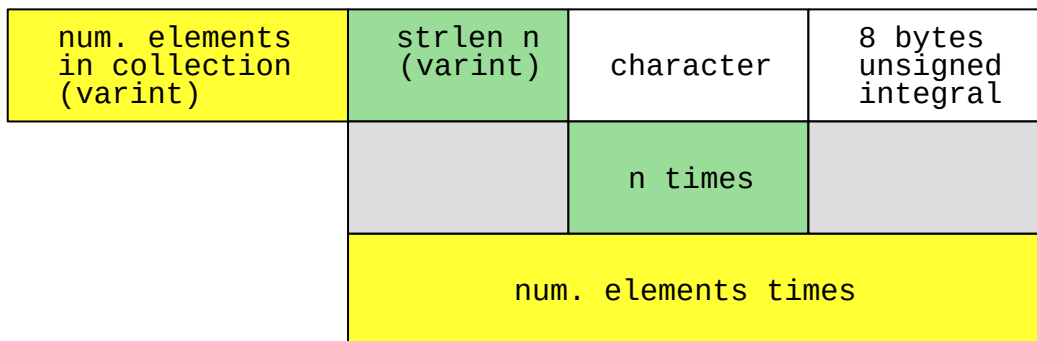 num. elements
in collection
(varint)
strlen n
(varint)
character
8 bytes
unsigned
integral
n times
num. elements times